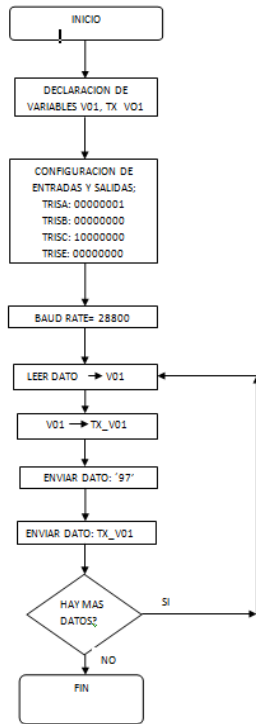 INICIO
DECLARACION DE
VARIABLES V01, TX VO1
CONFIGURACION DE
ENTRADAS Y SALIDAS;
TRISA: 00000001
TRISB: 00000000
TRISC: 10000000
TRISE: 00000000
BAUD RATE= 28800
LEER DATO → V01
V01 → TX_V01
ENVIAR DATO: ´97’
ENVIAR DATO: TX_V01
HAY MAS
DATOS?
SI
NO
FIN